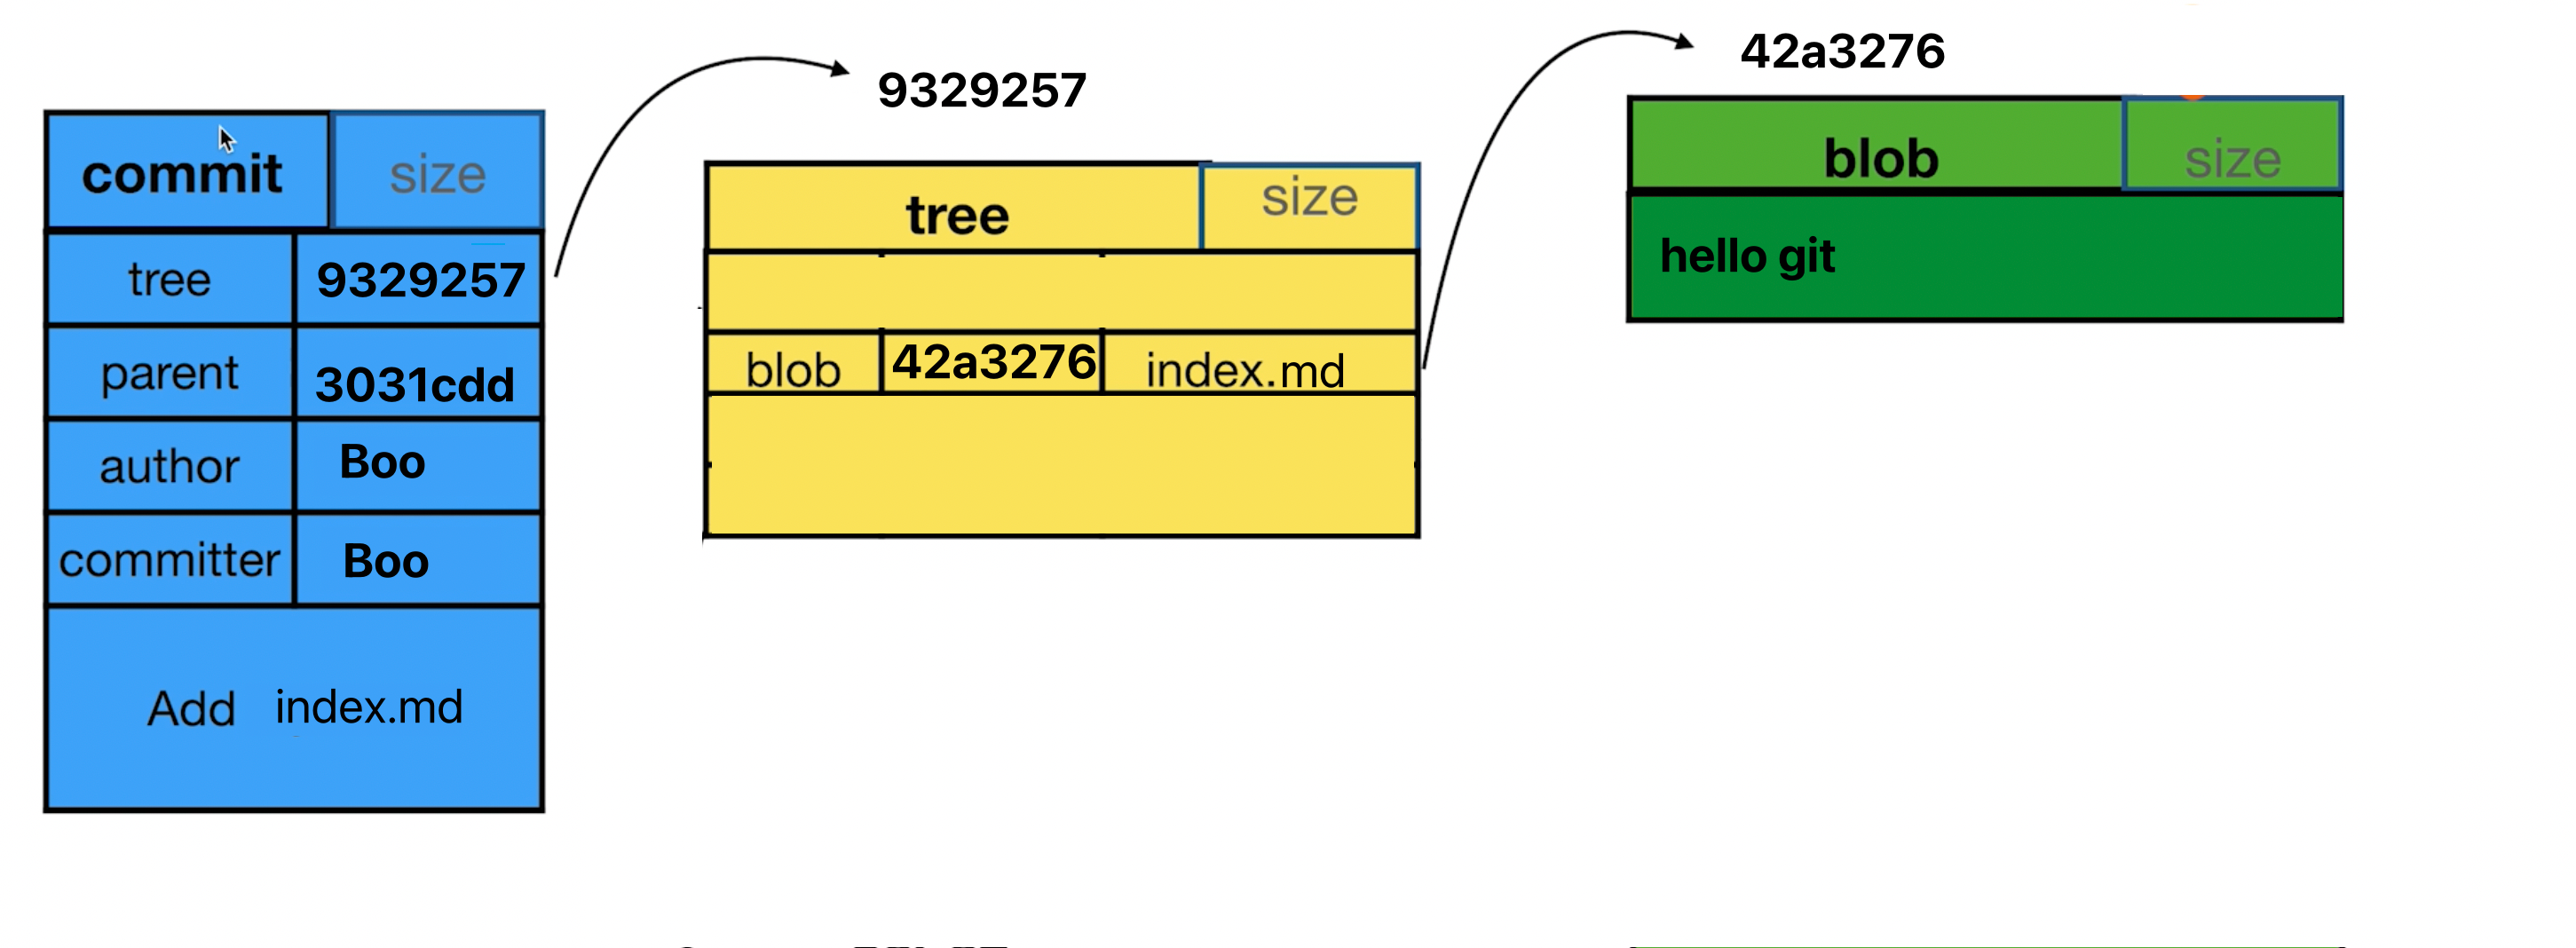 commit size
tree 9329257
parent 3031cdd
author Boo
committer Boo
Add index.md
9329257
tree size
blob 42a3276 index.md
42a3276
blob size
hello git